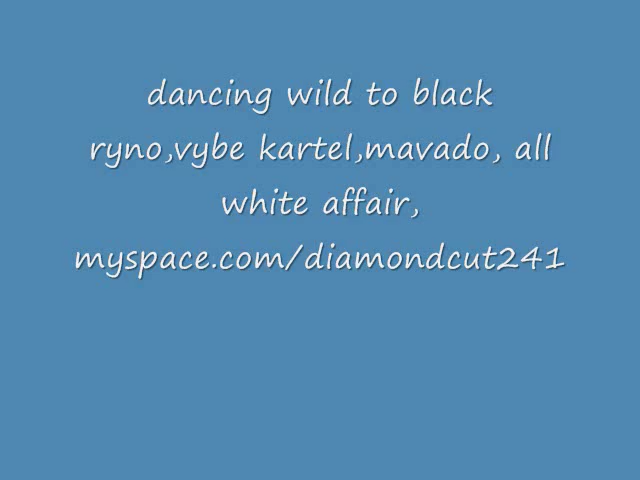 dancing wild to black
ryno,vybe kartel,mavado, all
white affair,
myspace.com/diamondcut241